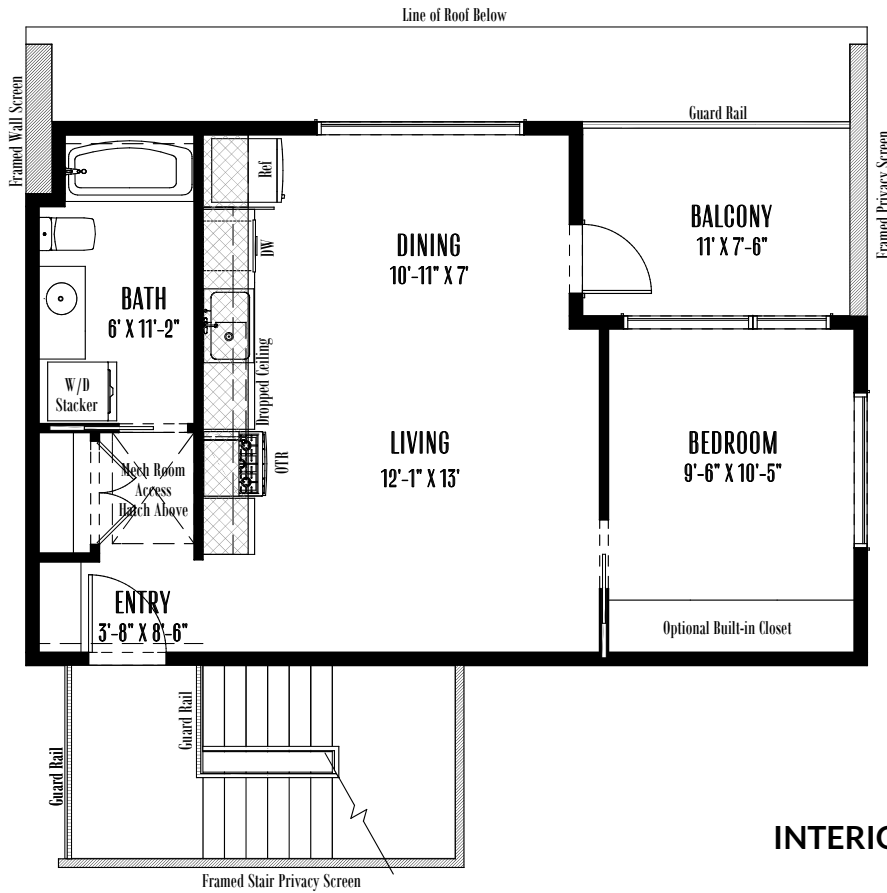 Line of Roof Below
Framed Wall Screen
Guard Rail
Framed Privacy Screen
Ref
BALCONY
11' X 7'-6"
DINING
10'-11" X 7'
DW
BATH
6' X 11'-2"
Dropped Ceiling
W/D
Stacker
LIVING
12'-1" X 13'
BEDROOM
9'-6" X 10'-5"
OTR
Mech Room
Access
Hatch Above
ENTRY
3'-8" X 8'-6"
Optional Built-in Closet
Guard Rail
Guard Rail
INTERIO
Framed Stair Privacy Screen